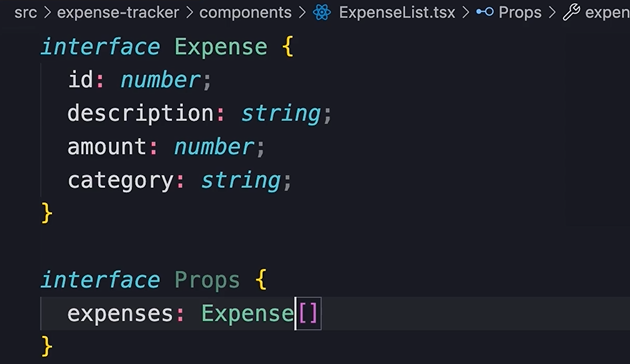 src > expense-tracker > components > ExpenseList.tsx > Props > expen
interface Expense {
id: number;
description: string;
amount: number;
category: string;
}
interface Props {
expenses: Expense[]
}